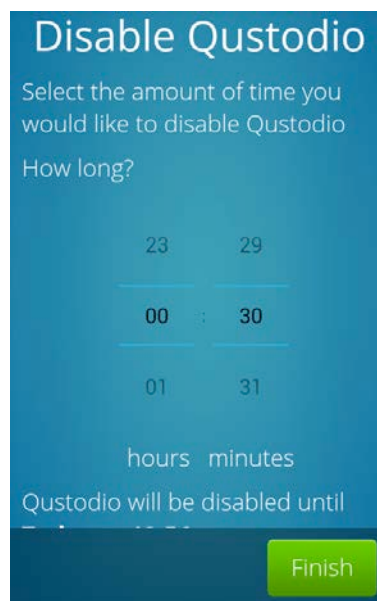 Disable Qustodio
Select the amount of time you
would like to disable Qustodio
How long?
23 29
00 : 30
01 31
hours minutes
Qustodio will be disabled until
Finish